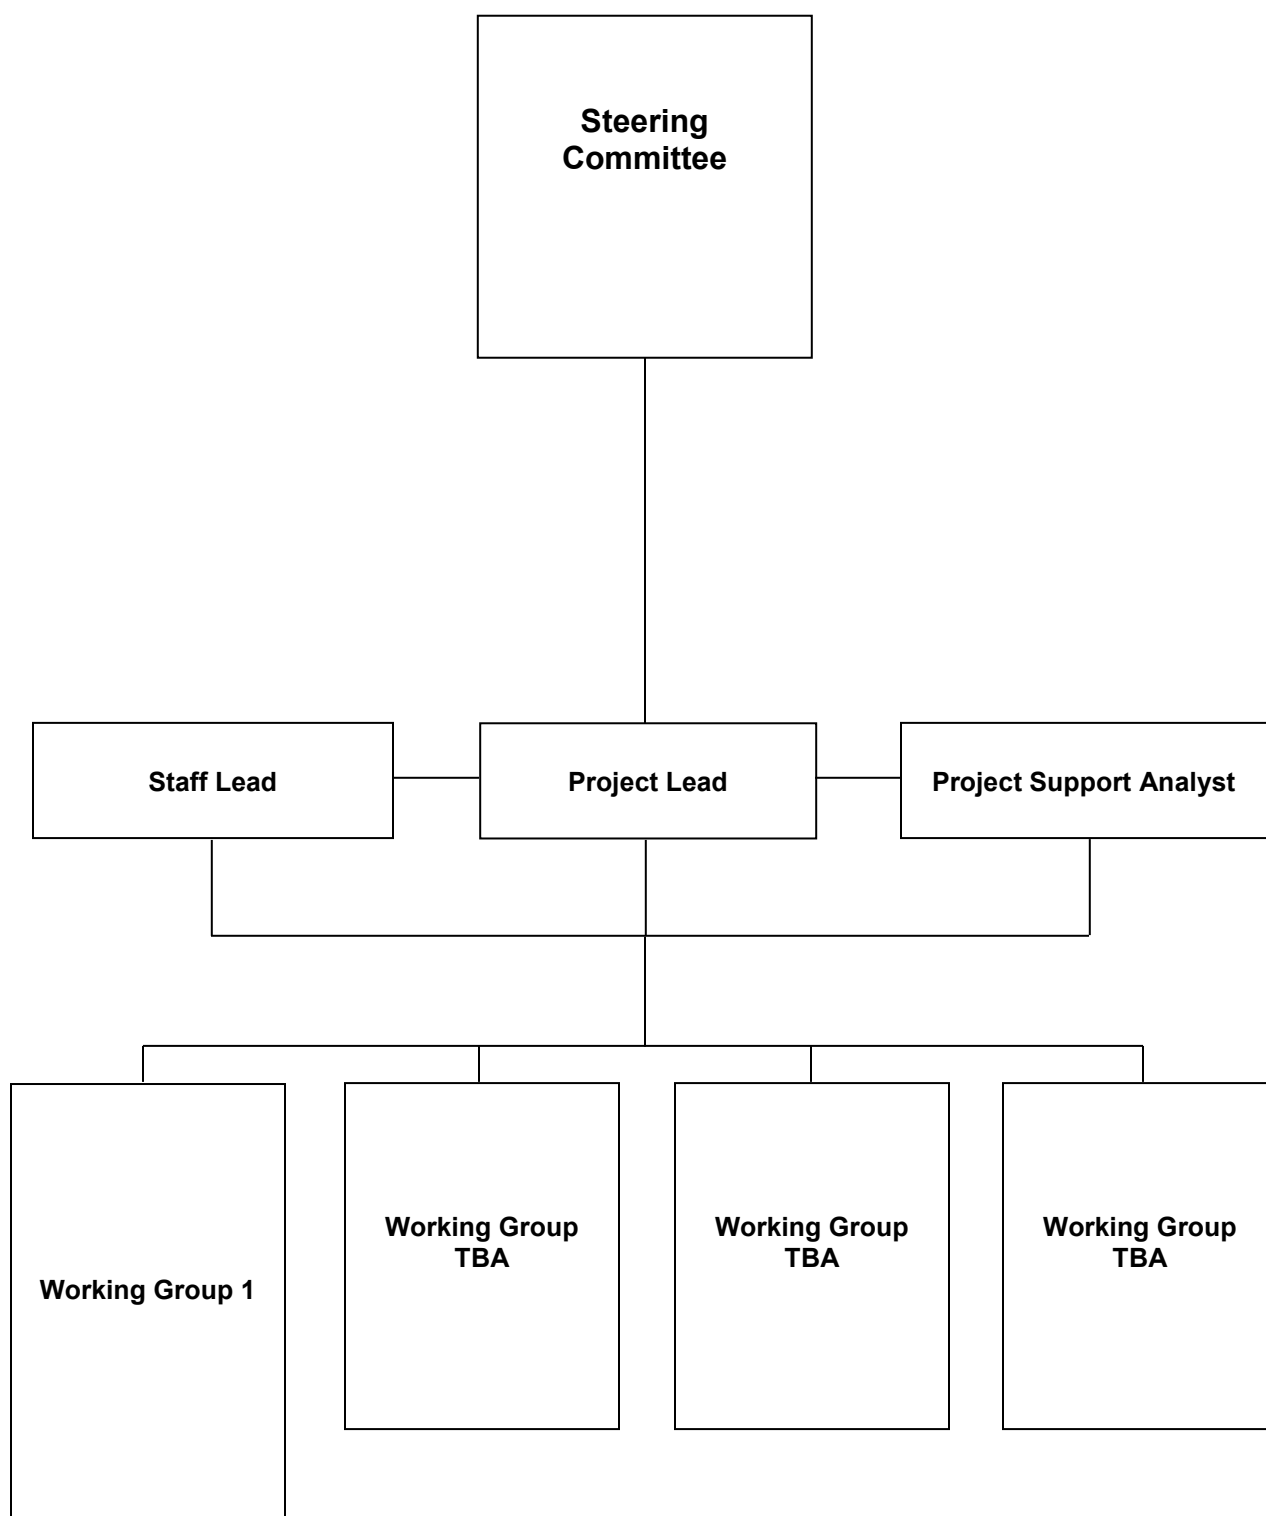 Steering
Committee
Staff Lead
Project Lead
Project Support Analyst
Working Group 1
Working Group
TBA
Working Group
TBA
Working Group
TBA